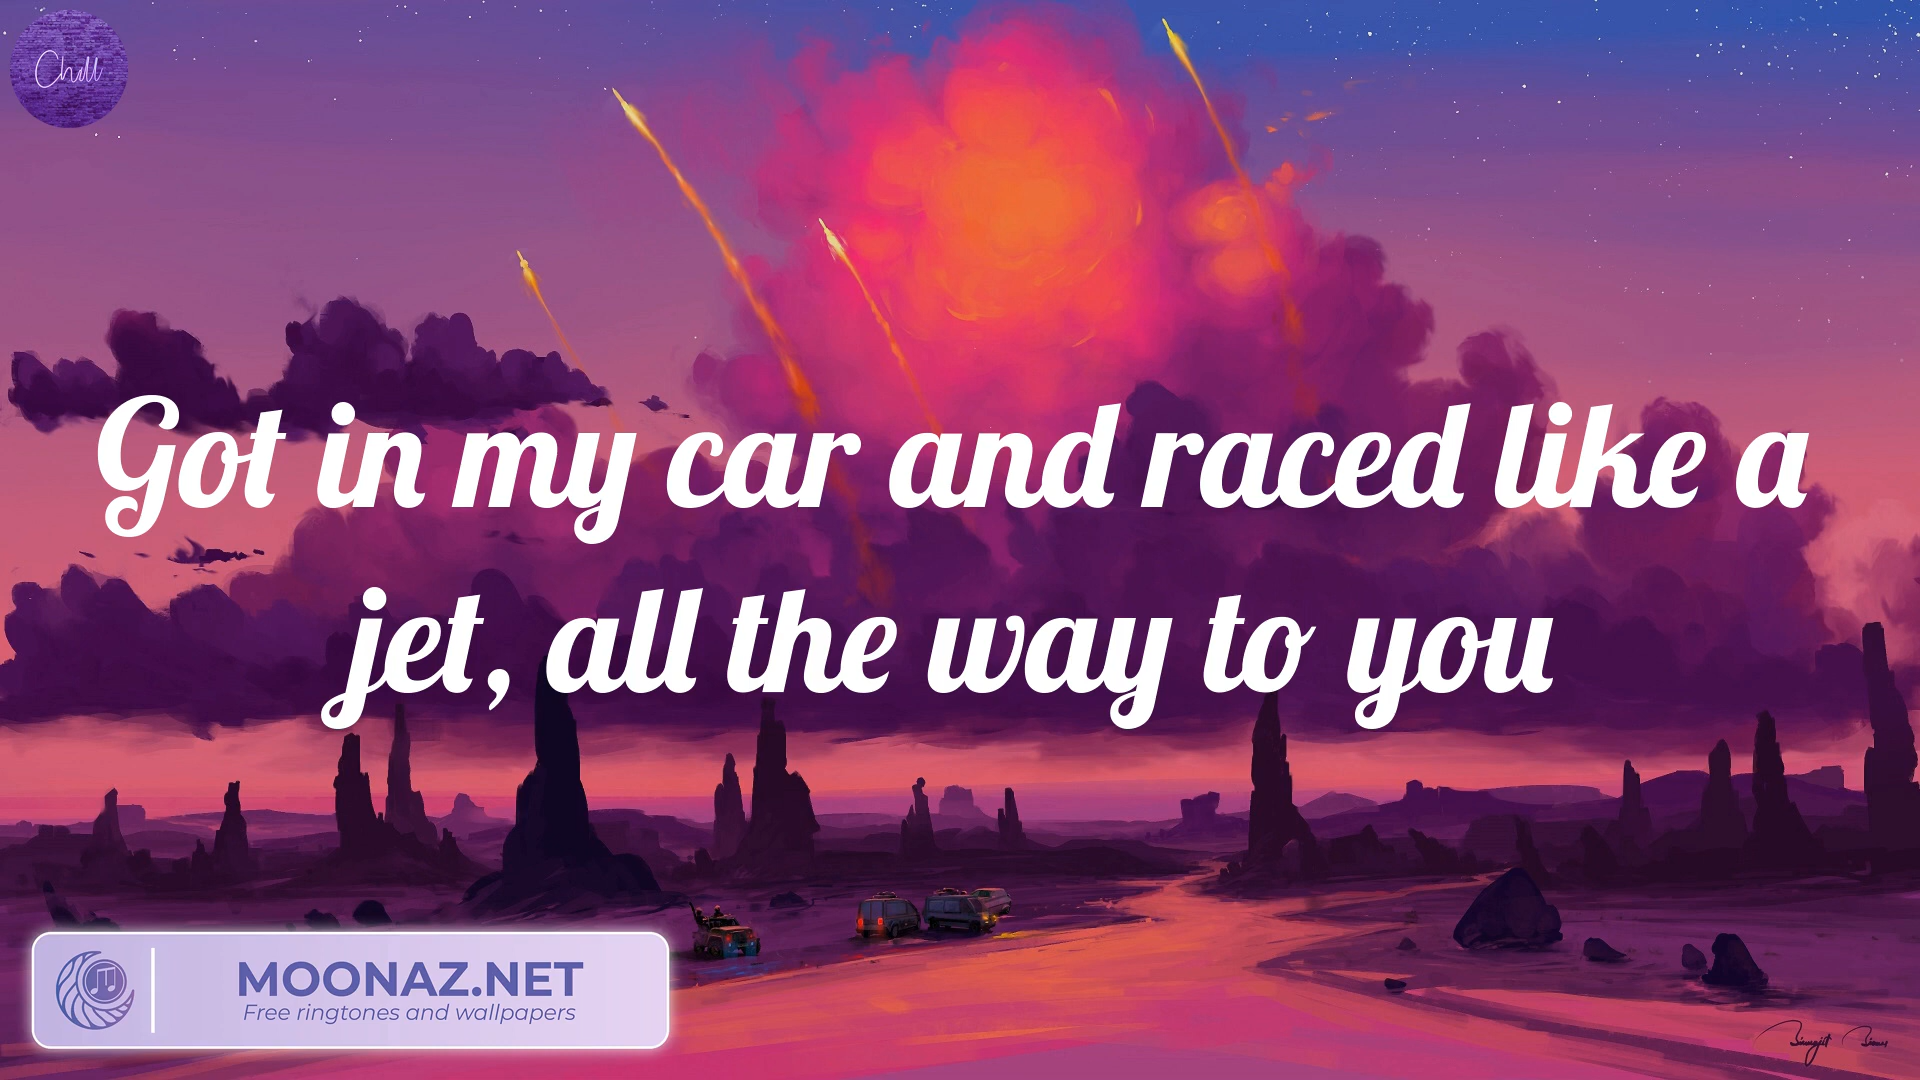 Chill
Got in my car and raced like a
jet, all the way to you
MOONAZ.NET
Free ringtones and wallpapers